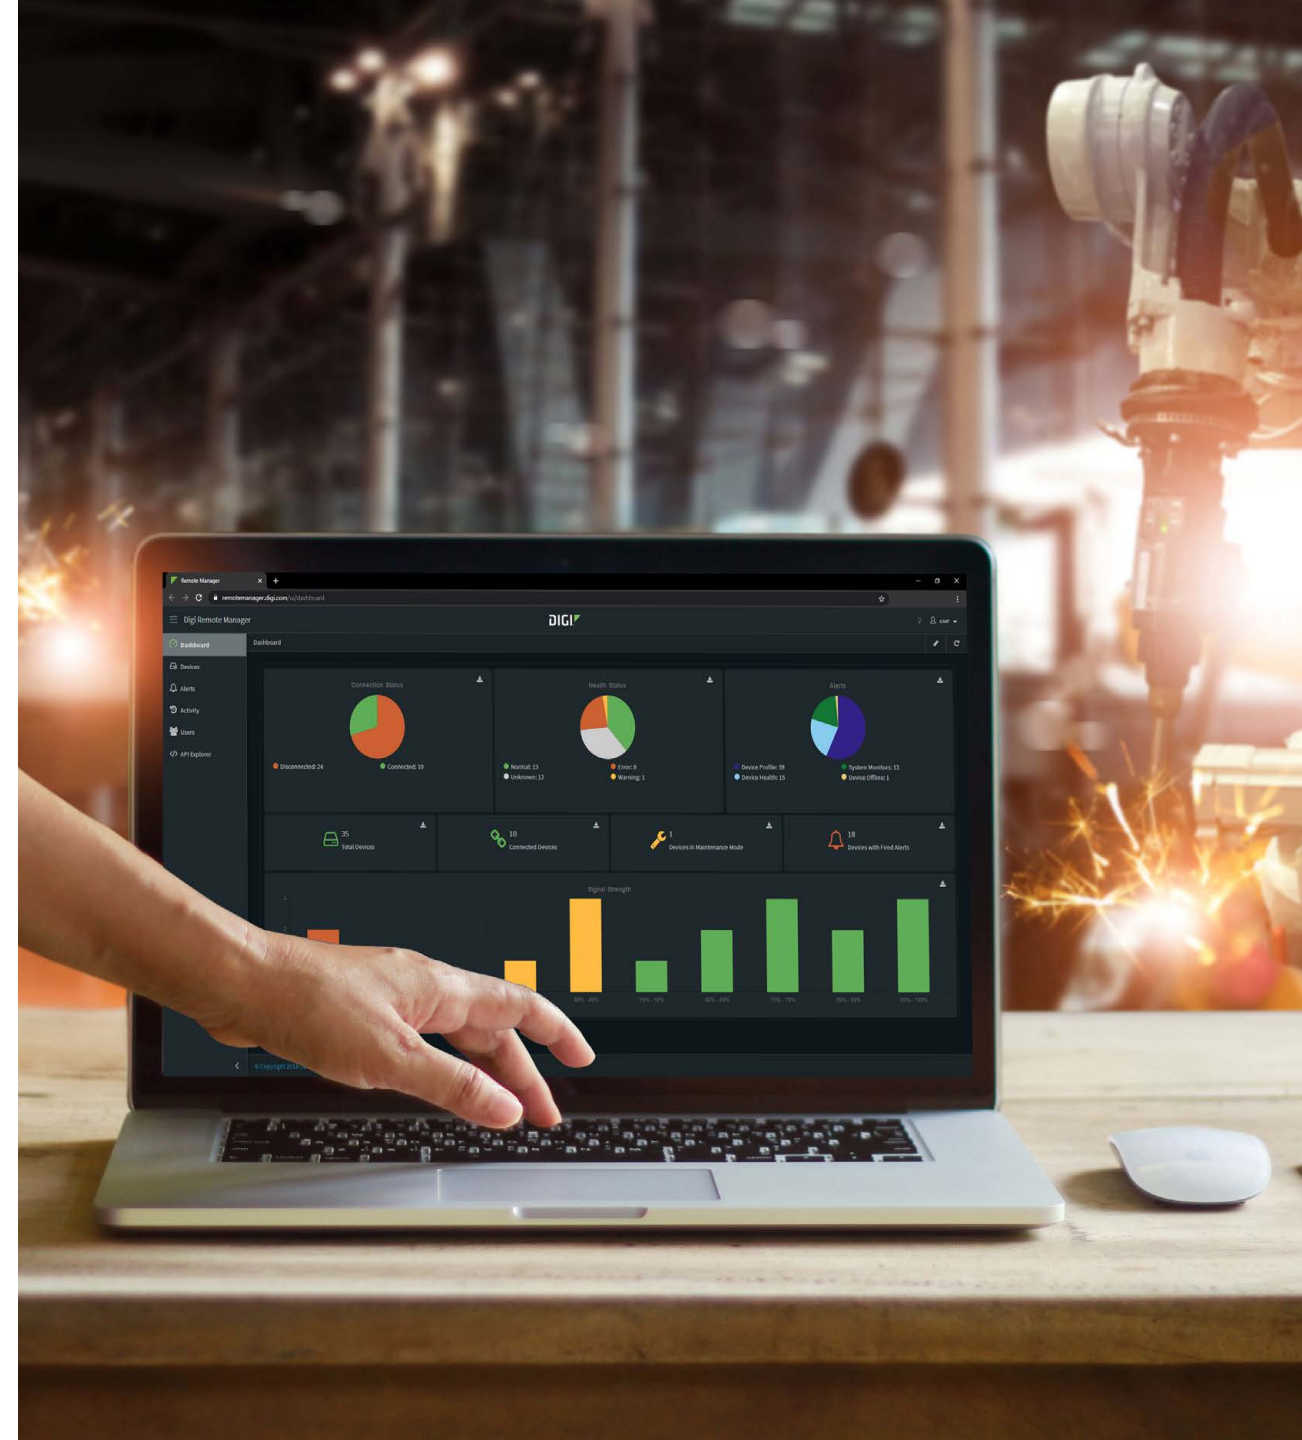 Remote Manager
remotemanager.digi.com/ui/dashboard
Digi Remote Manager
DIGI
user
Dashboard
Dashboard
Devices
Alerts
Activity
Users
</> API Explorer
Connection Status
Disconnected: 24
Connected: 10
Health Status
Normal: 13
Error: 8
Unknown: 12
Warning: 1
Alerts
Device Profile: 38
System Monitors: 13
Device Health: 15
Device Offline: 1
35
Total Devices
10
Connected Devices
1
Devices in Maintenance Mode
18
Devices with Fired Alerts
Signal Strength
© Copyright